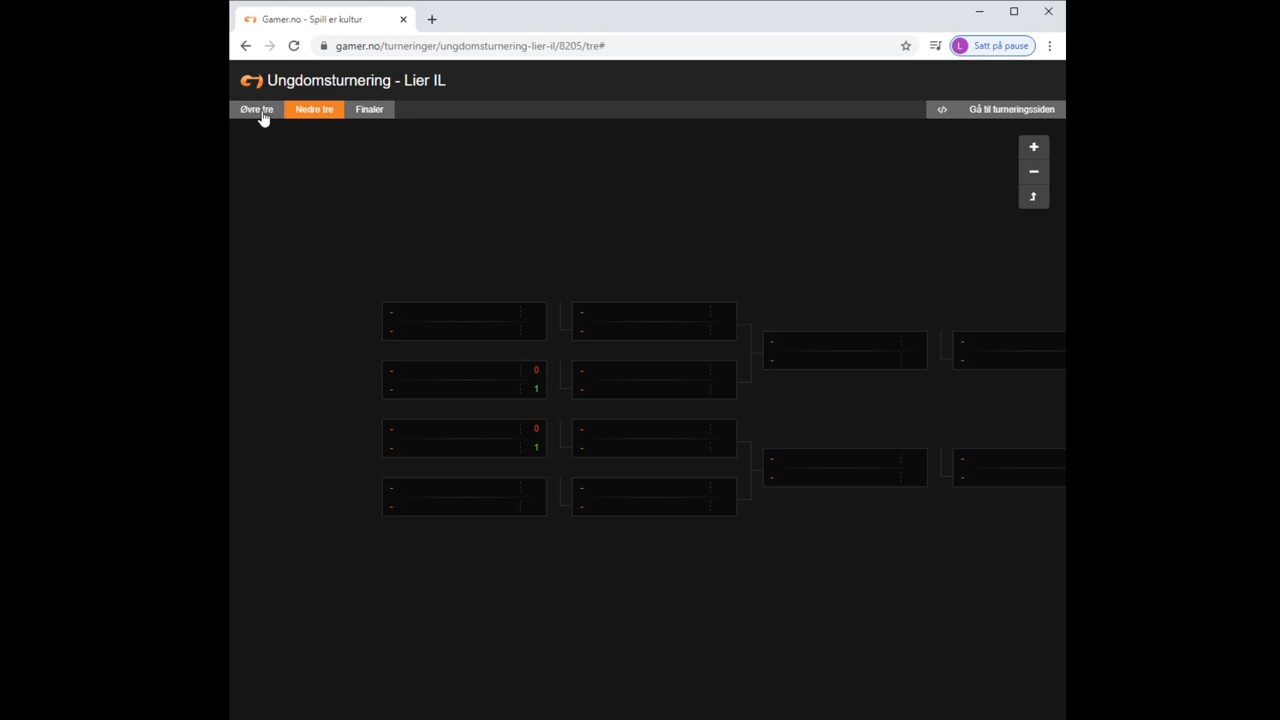 Gamer.no - Spill er kultur
gamer.no/turneringer/ungdomsturnering-lier-il/8205/tre#
L Satt på pause
Ungdomsturnering - Lier IL
Øvre tre Nedre tre Finaler </> Gå til turneringssiden
+
-
- -
- -
- -
- -
- 0 -
- 1 -
- 0 -
- 1 -
- -
- -
- -
- -